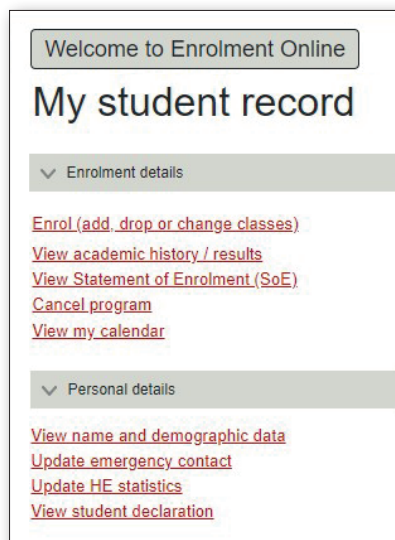 Welcome to Enrolment Online
My student record
Enrolment details
Enrol (add, drop or change classes)
View academic history / results
View Statement of Enrolment (SoE)
Cancel program
View my calendar
Personal details
View name and demographic data
Update emergency contact
Update HE statistics
View student declaration